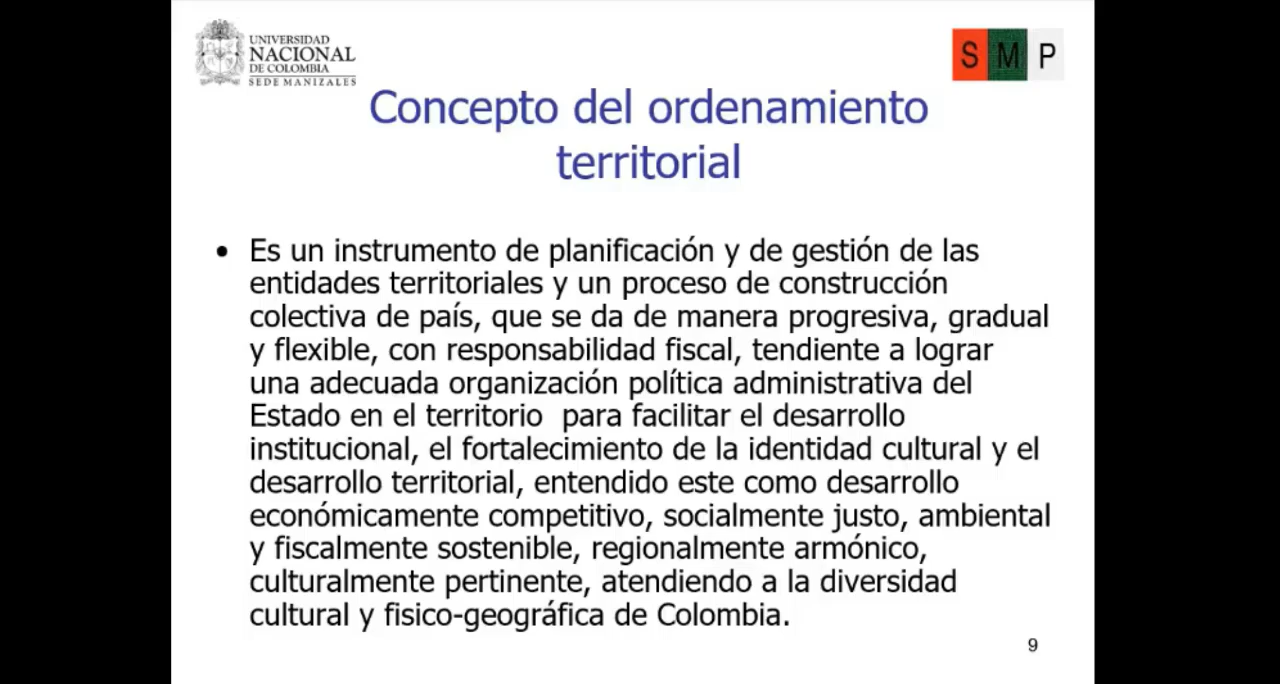 UNIVERSIDAD
NACIONAL
DE COLOMBIA
SEDE MANIZALES
S M P
Concepto del ordenamiento
territorial
• Es un instrumento de planificación y de gestión de las
entidades territoriales y un proceso de construcción
colectiva de país, que se da de manera progresiva, gradual
y flexible, con responsabilidad fiscal, tendiente a lograr
una adecuada organización política administrativa del
Estado en el territorio para facilitar el desarrollo
institucional, el fortalecimiento de la identidad cultural y el
desarrollo territorial, entendido este como desarrollo
económicamente competitivo, socialmente justo, ambiental
y fiscalmente sostenible, regionalmente armónico,
culturalmente pertinente, atendiendo a la diversidad
cultural y fisico-geográfica de Colombia.
9